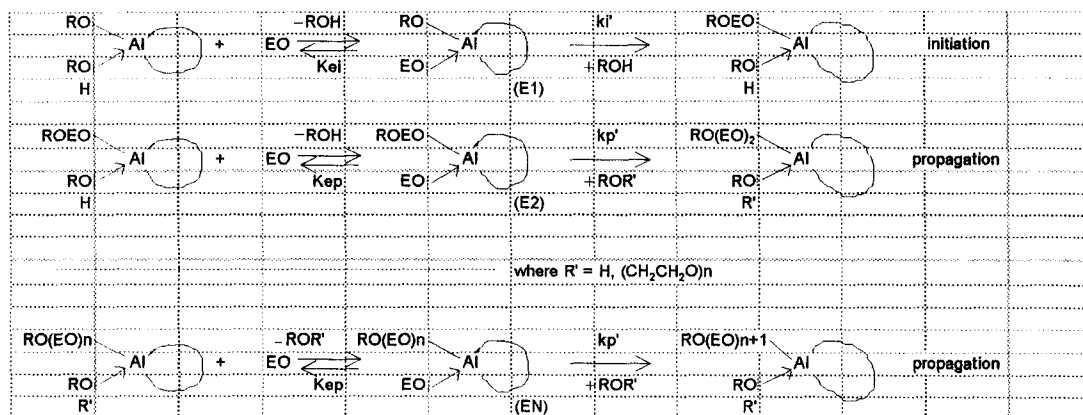 RO −ROH RO ki' ROEO
Al + EO Al Al initiation
RO Kei EO +ROH RO
H (E1) H
ROEO −ROH ROEO kp' RO(EO)2
Al + EO Al Al propagation
RO Kep EO +ROR' RO
H (E2) R'
where R' = H, (CH2CH2O)n
RO(EO)n −ROR' RO(EO)n kp' RO(EO)n+1
Al + EO Al Al propagation
RO Kep EO +ROR' RO
R' (EN) R'